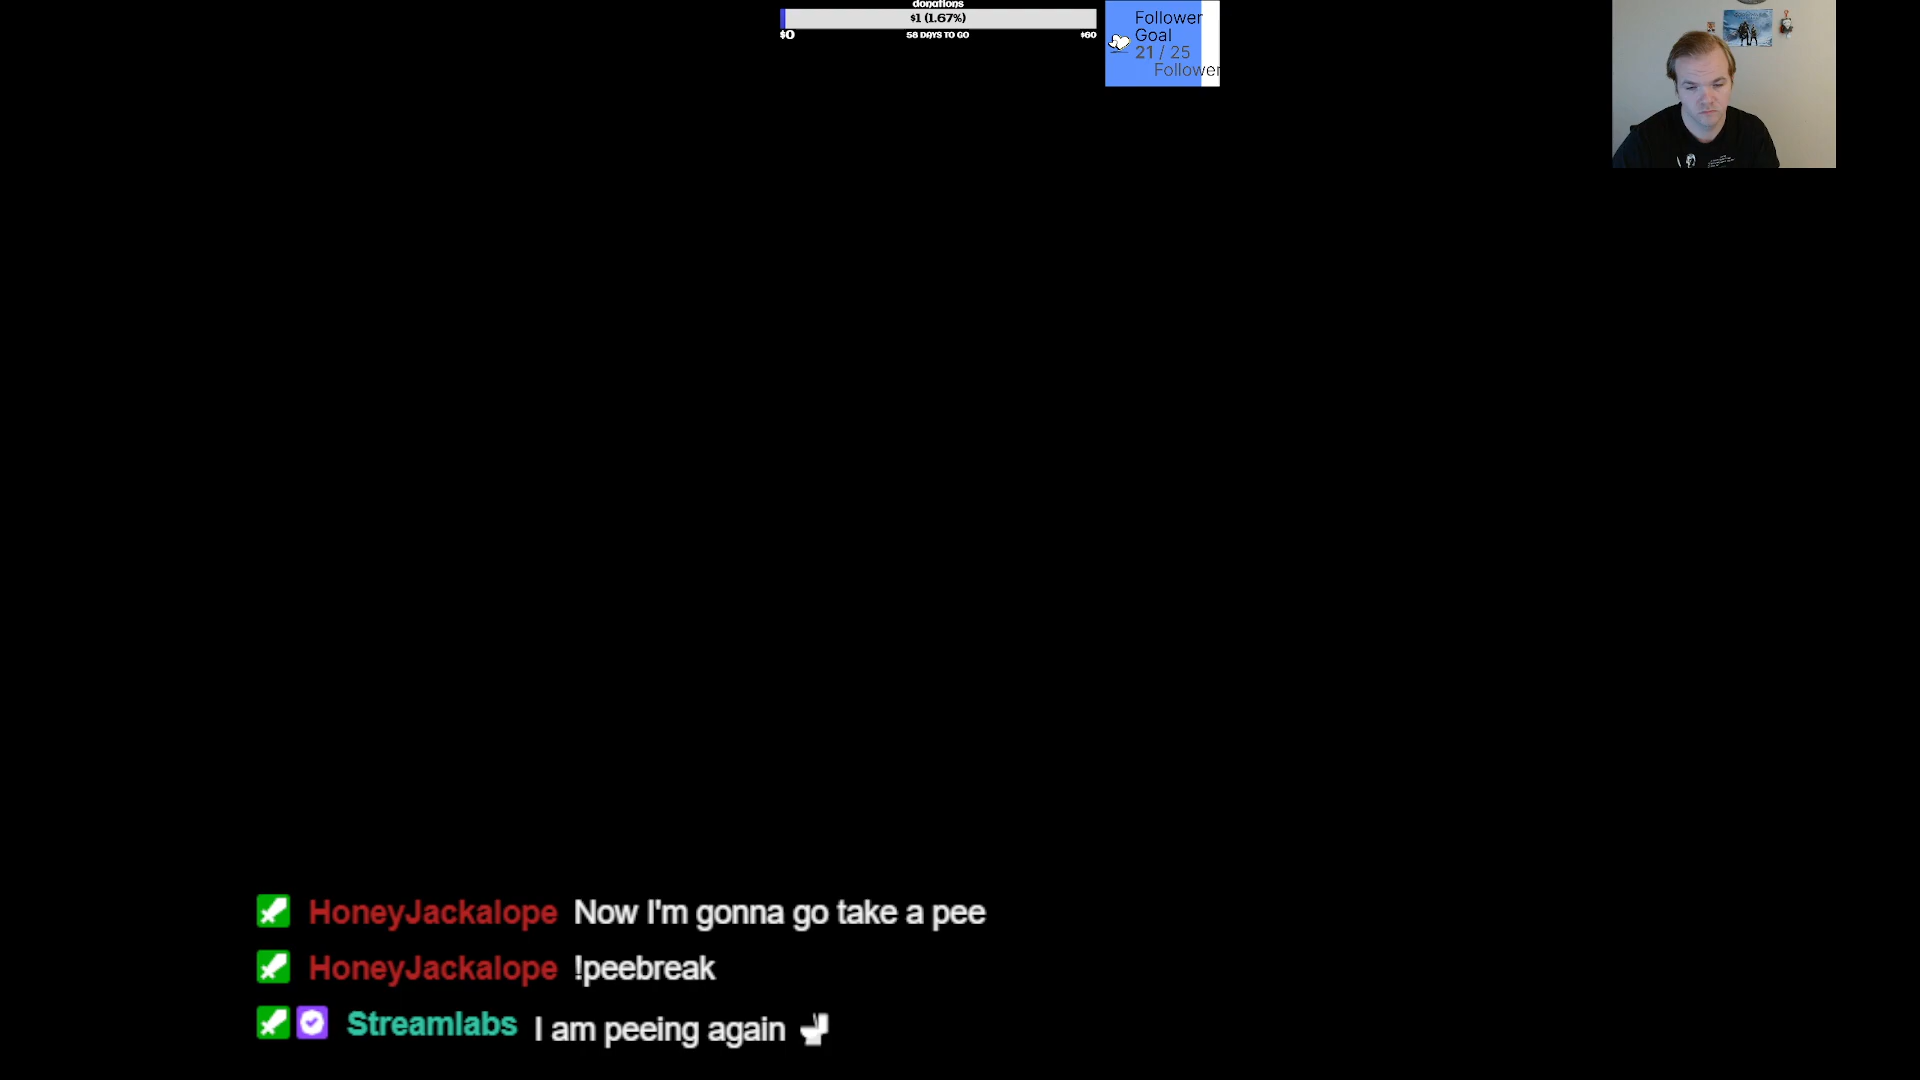 donations
$1 (1.67%)
$0 58 DAYS TO GO $60
Follower
Goal
21 / 25
Follower
HoneyJackalope Now I'm gonna go take a pee
HoneyJackalope !peebreak
Streamlabs I am peeing again